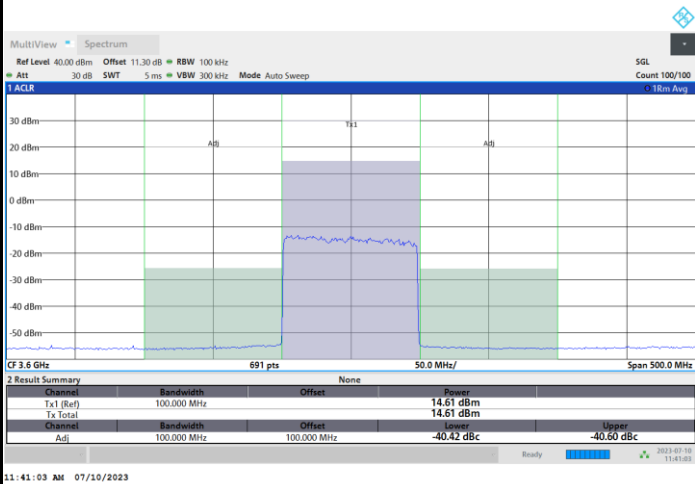 MultiView Spectrum
Ref Level 40.00 dBm Offset 11.30 dB RBW 100 kHz SGL
Att 30 dB SWT 5 ms VBW 300 kHz Mode Auto Sweep Count 100/100
1 ACLR 1Rm Avg
30 dBm
Tx1
20 dBm
Adj Adj
10 dBm
0 dBm
-10 dBm
-20 dBm
-30 dBm
-40 dBm
-50 dBm
CF 3.6 GHz 691 pts 50.0 MHz/ Span 500.0 MHz
2 Result Summary None
Channel Bandwidth Offset Power
Tx1 (Ref) 100.000 MHz 14.61 dBm
Tx Total 14.61 dBm
Channel Bandwidth Offset Lower Upper
Adj 100.000 MHz 100.000 MHz -40.42 dBc -40.60 dBc
Ready 2023-07-10
11:41:03
11:41:03 AM 07/10/2023